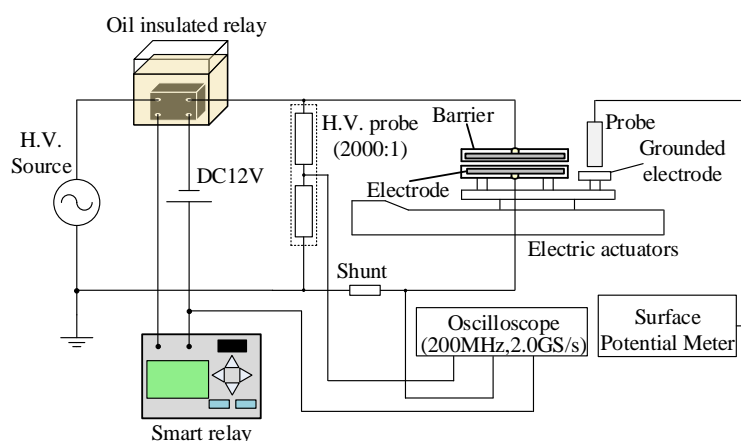 Oil insulated relay
H.V.
Source
DC12V
H.V. probe
(2000:1)
Barrier
Electrode
Probe
Grounded
electrode
Electric actuators
Shunt
Oscilloscope
(200MHz,2.0GS/s)
Surface
Potential Meter
Smart relay